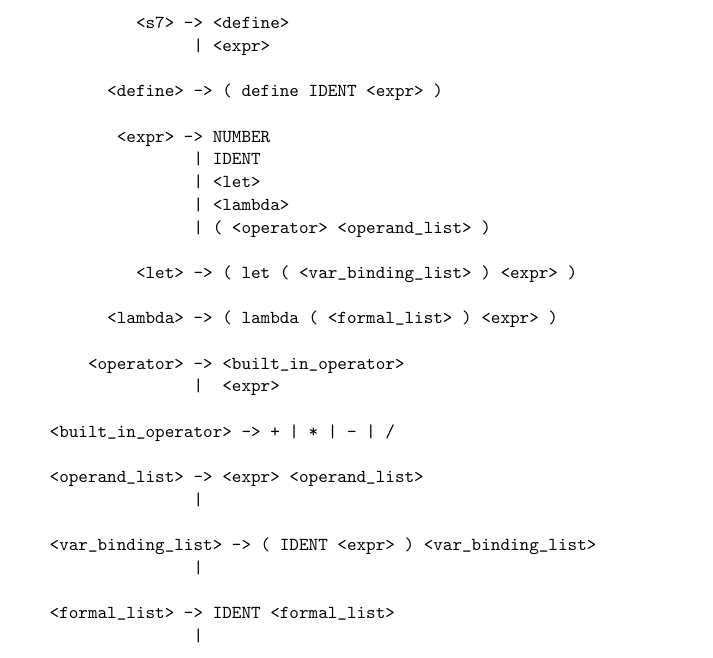 <s7> -> <define>
| <expr>
<define> -> ( define IDENT <expr> )
<expr> -> NUMBER
| IDENT
| <let>
| <lambda>
| ( <operator> <operand_list> )
<let> -> ( let ( <var_binding_list> ) <expr> )
<lambda> -> ( lambda ( <formal_list> ) <expr> )
<operator> -> <built_in_operator>
| <expr>
<built_in_operator> -> + | * | - | /
<operand_list> -> <expr> <operand_list>
|
<var_binding_list> -> ( IDENT <expr> ) <var_binding_list>
|
<formal_list> -> IDENT <formal_list>
|